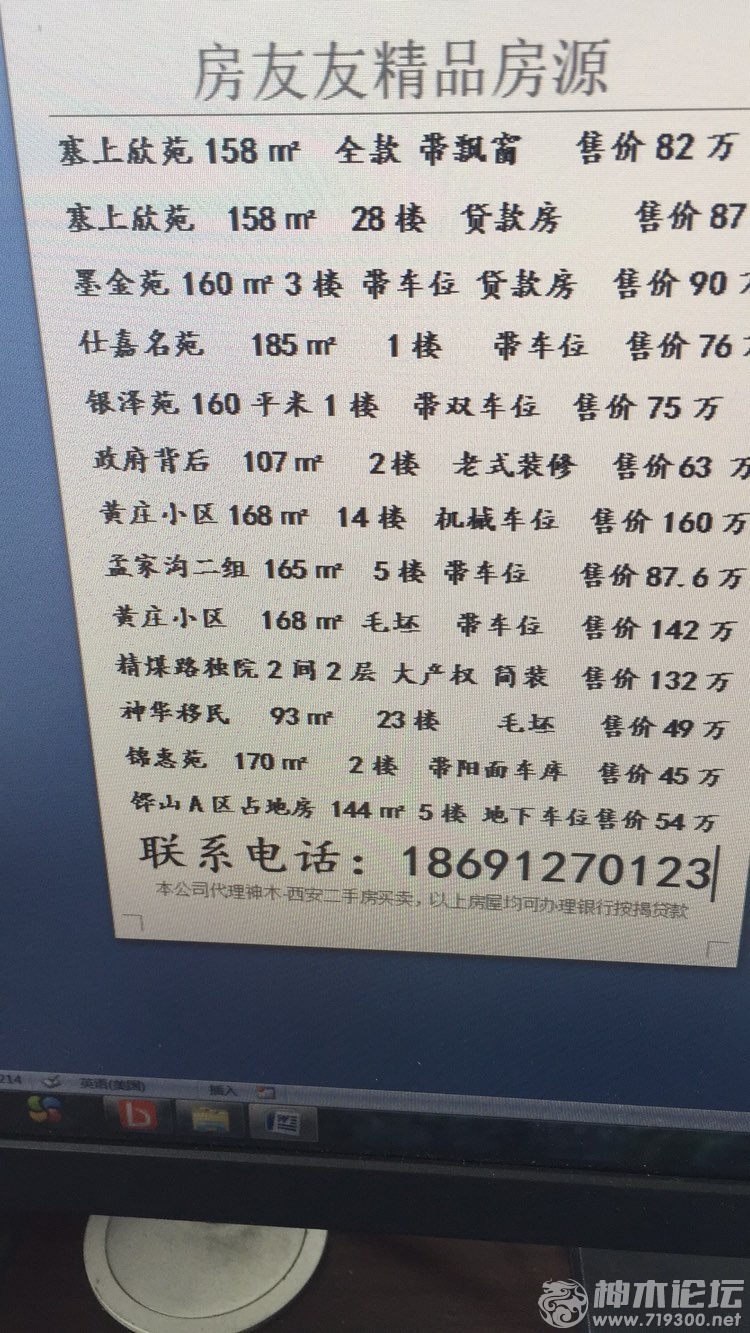 房友友精品房源
塞上欣苑 158㎡ 全款 带飘窗 售价 82 万
塞上欣苑 158㎡ 28 楼 贷款房 售价 87
墨金苑 160㎡ 3 楼 带车位 贷款房 售价 90 万
仕嘉名苑 185㎡ 1 楼 带车位 售价 76 万
银泽苑 160 平米 1 楼 带双车位 售价 75 万
政府背后 107㎡ 2楼 老式装修 售价 63 万
黄庄小区 168㎡ 14 楼 机械车位 售价 160 万
孟家沟二组 165㎡ 5 楼 带车位 售价 87.6 万
黄庄小区 168㎡ 毛坯 带车位 售价 142 万
精煤路独院 2 间 2 层 大产权 简装 售价 132 万
神华移民 93㎡ 23 楼 毛坯 售价 49 万
锦惠苑 170㎡ 2 楼 带阳面车库 售价 45 万
铧山 A 区占地房 144㎡ 5 楼 地下车位售价 54 万
联系电话：18691270123
本公司代理神木-西安二手房买卖，以上房屋均可办理银行按揭贷款
214 英语(美国) 插入
神木论坛
www.719300.net